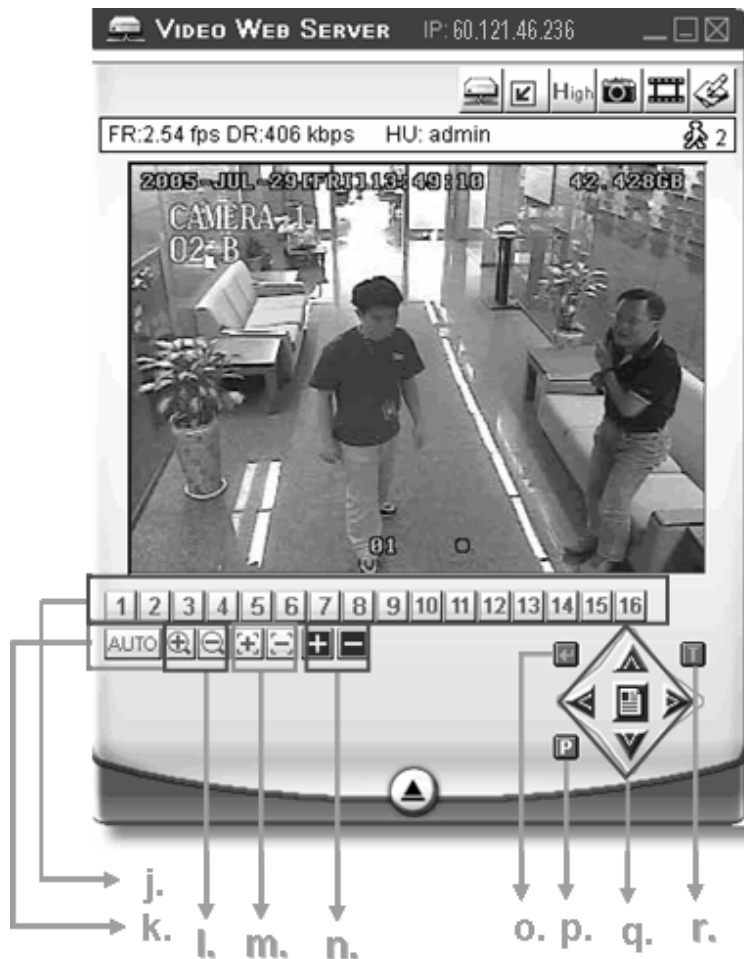 VIDEO WEB SERVER IP: 60.121.46.236
High
FR:2.54 fps DR:406 kbps HU: admin 2
2005-JUL-29[FRI]13:49:10 42.428GB
CAMERA 1
02 B
01
1 2 3 4 5 6 7 8 9 10 11 12 13 14 15 16
AUTO
T
P
j.
k. l. m. n. o. p. q. r.